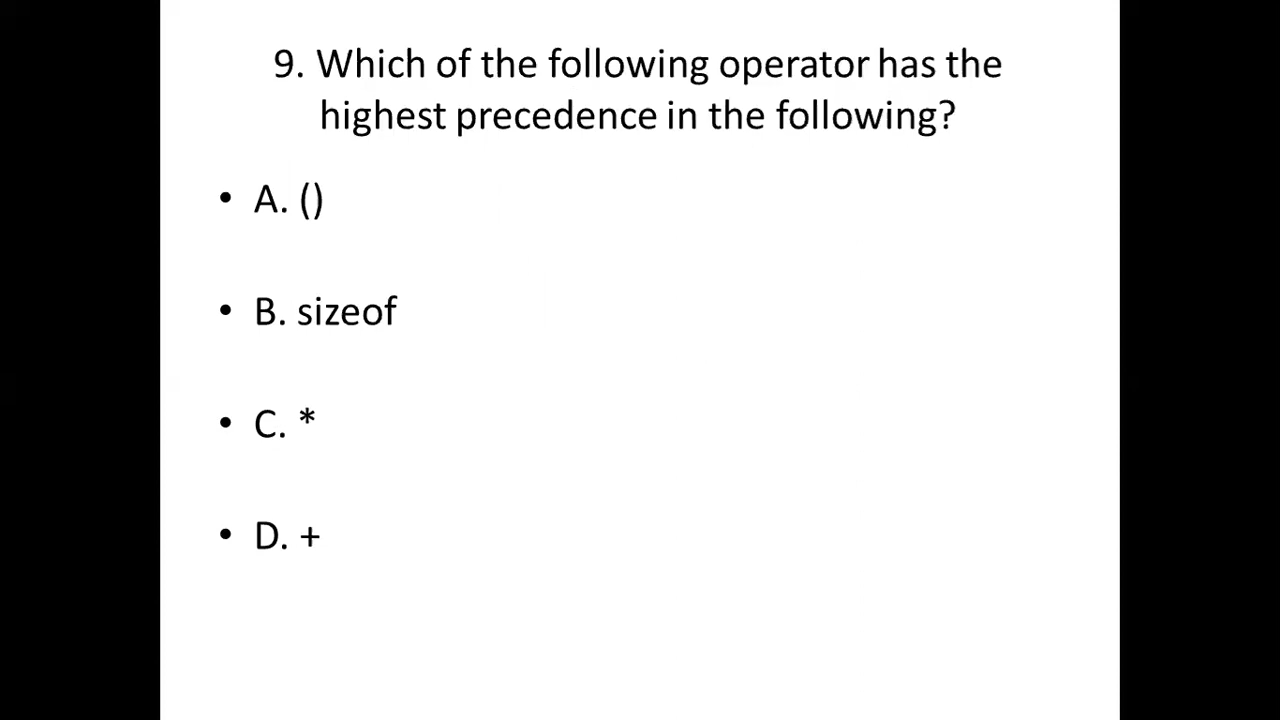 9. Which of the following operator has the
highest precedence in the following?
• A. ()
• B. sizeof
• C. *
• D. +